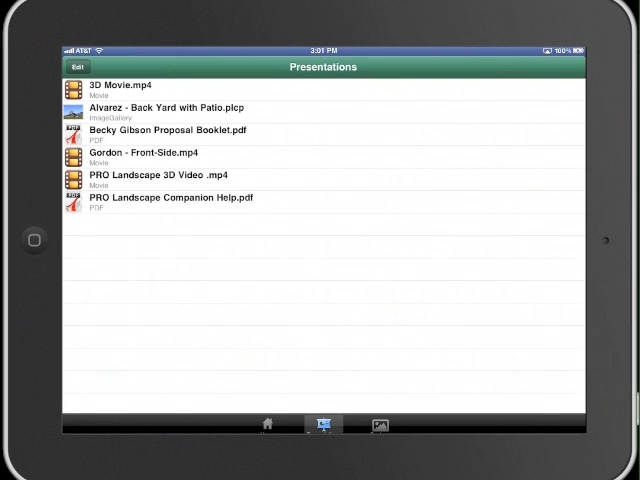 AT&T 3:01 PM 100%
Edit Presentations
3D Movie.mp4
Movie
Alvarez - Back Yard with Patio.plcp
ImageGallery
PDF Becky Gibson Proposal Booklet.pdf
PDF
Gordon - Front-Side.mp4
Movie
PRO Landscape 3D Video .mp4
Movie
PDF PRO Landscape Companion Help.pdf
PDF